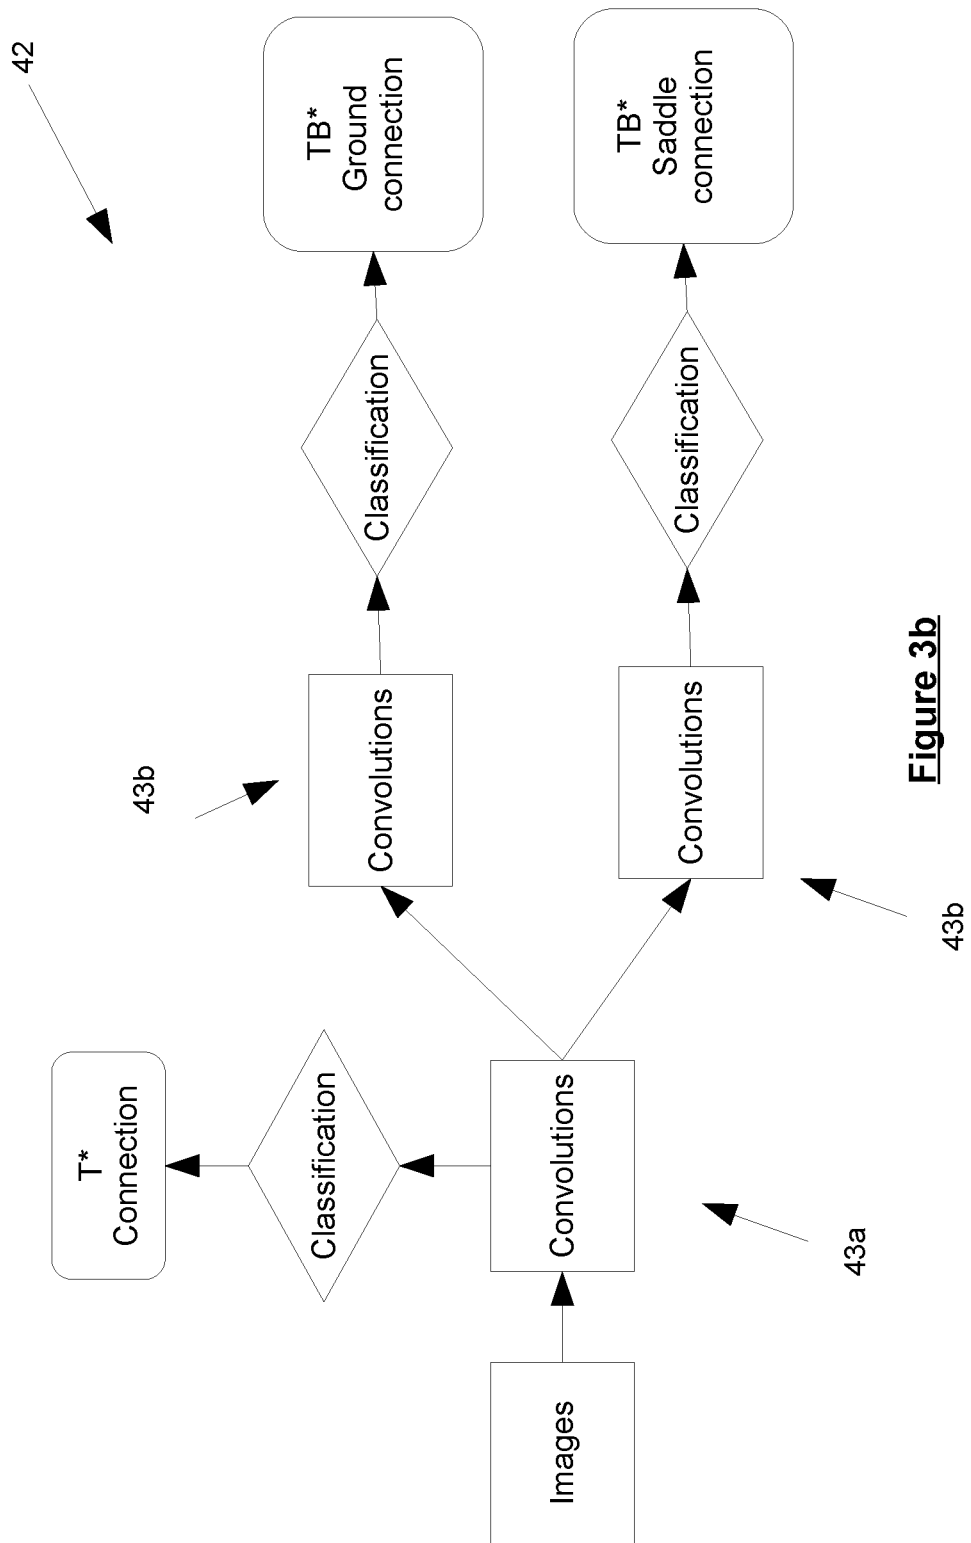 42
TB*
Ground
connection
TB*
Saddle
connection
Classification
Classification
43b
Convolutions
Convolutions
43b
T*
Connection
Classification
Convolutions
43a
Images
Figure 3b